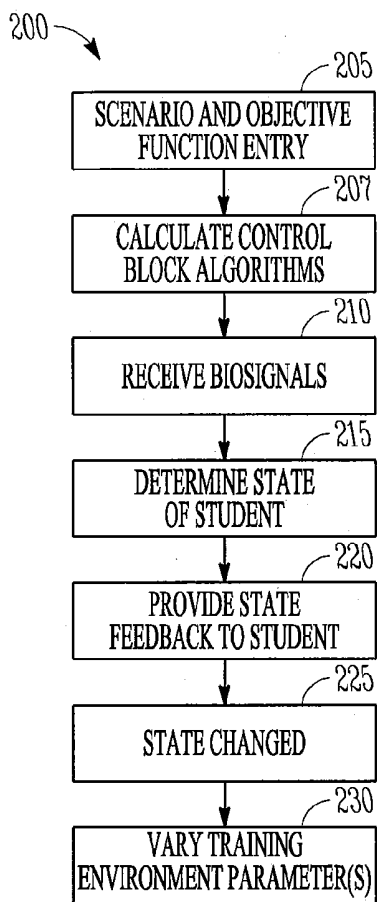 200
205
SCENARIO AND OBJECTIVE
FUNCTION ENTRY
207
CALCULATE CONTROL
BLOCK ALGORITHMS
210
RECEIVE BIOSIGNALS
215
DETERMINE STATE
OF STUDENT
220
PROVIDE STATE
FEEDBACK TO STUDENT
225
STATE CHANGED
230
VARY TRAINING
ENVIRONMENT PARAMETER(S)